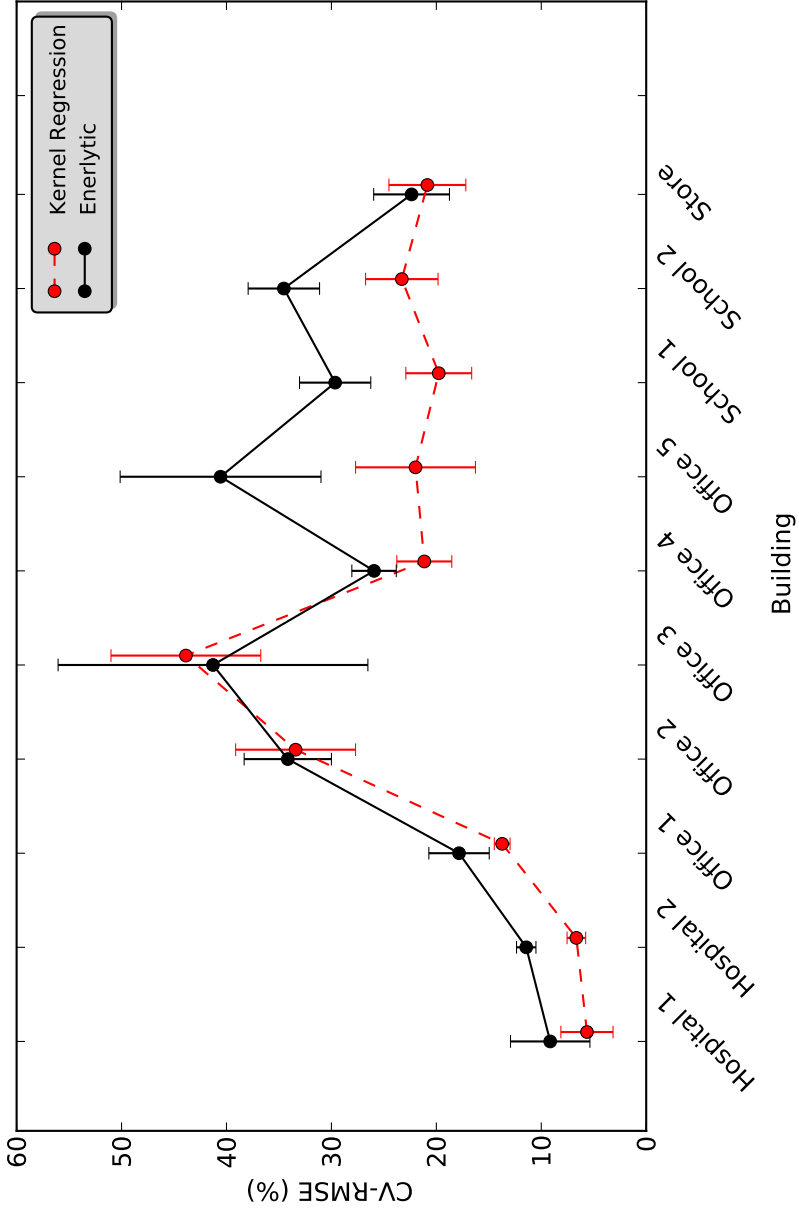 Kernel Regression
Enerlytic
60
50
40
30
20
10
0
CV-RMSE (%)
Hospital 1
Hospital 2
Office 1
Office 2
Office 3
Office 4
Office 5
School 1
School 2
Store
Building